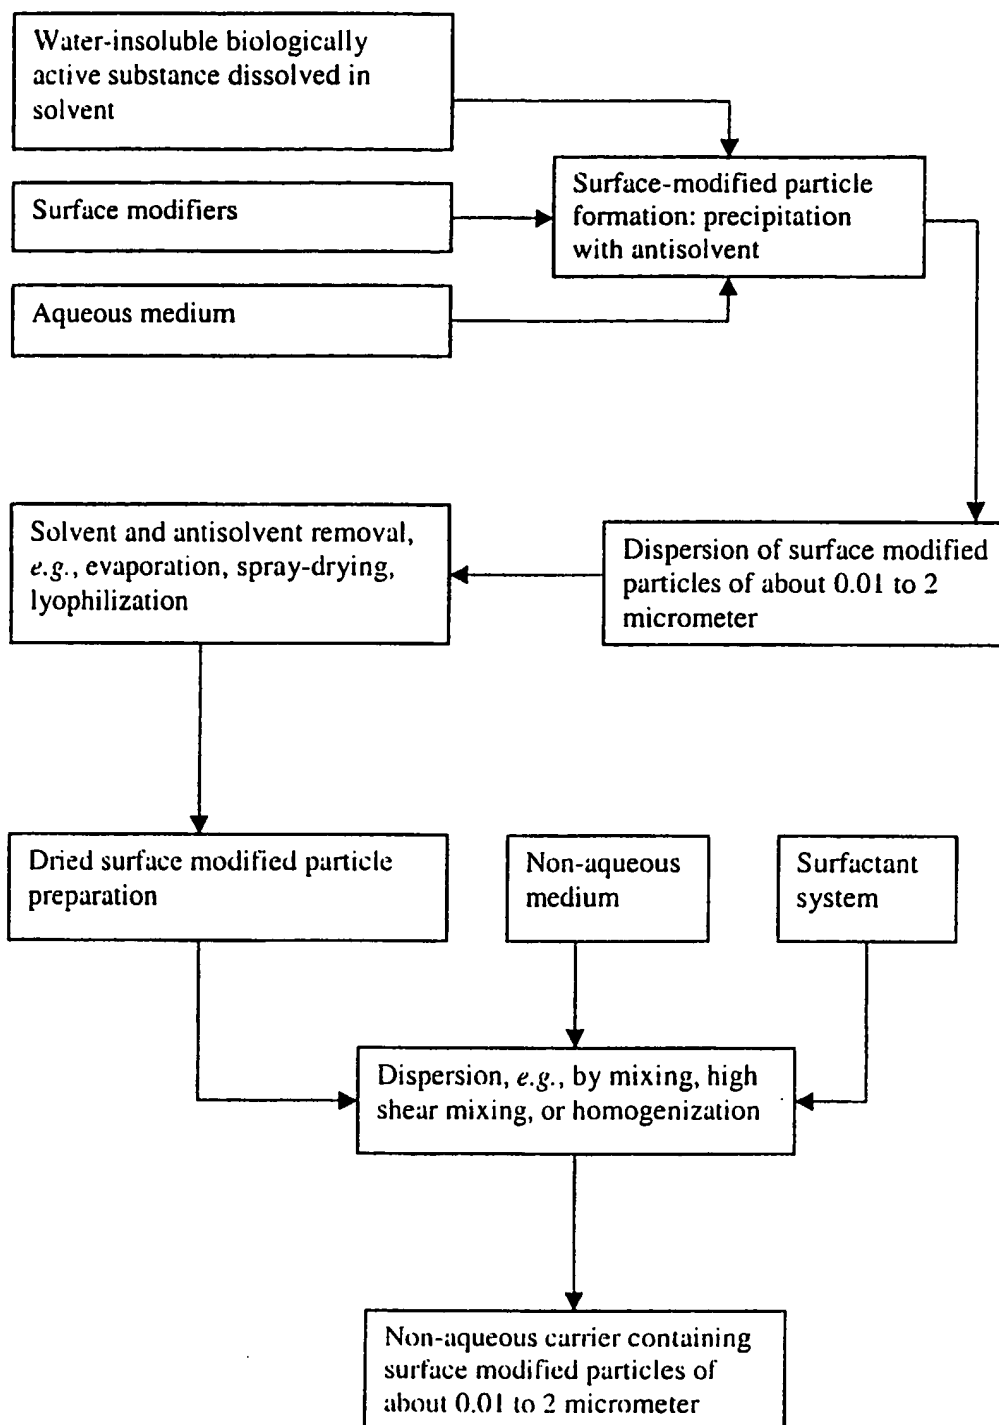 Water-insoluble biologically
active substance dissolved in
solvent
Surface modifiers
Aqueous medium
Surface-modified particle
formation: precipitation
with antisolvent
Solvent and antisolvent removal,
e.g., evaporation, spray-drying,
lyophilization
Dispersion of surface modified
particles of about 0.01 to 2
micrometer
Dried surface modified particle
preparation
Non-aqueous
medium
Surfactant
system
Dispersion, e.g., by mixing, high
shear mixing, or homogenization
Non-aqueous carrier containing
surface modified particles of
about 0.01 to 2 micrometer